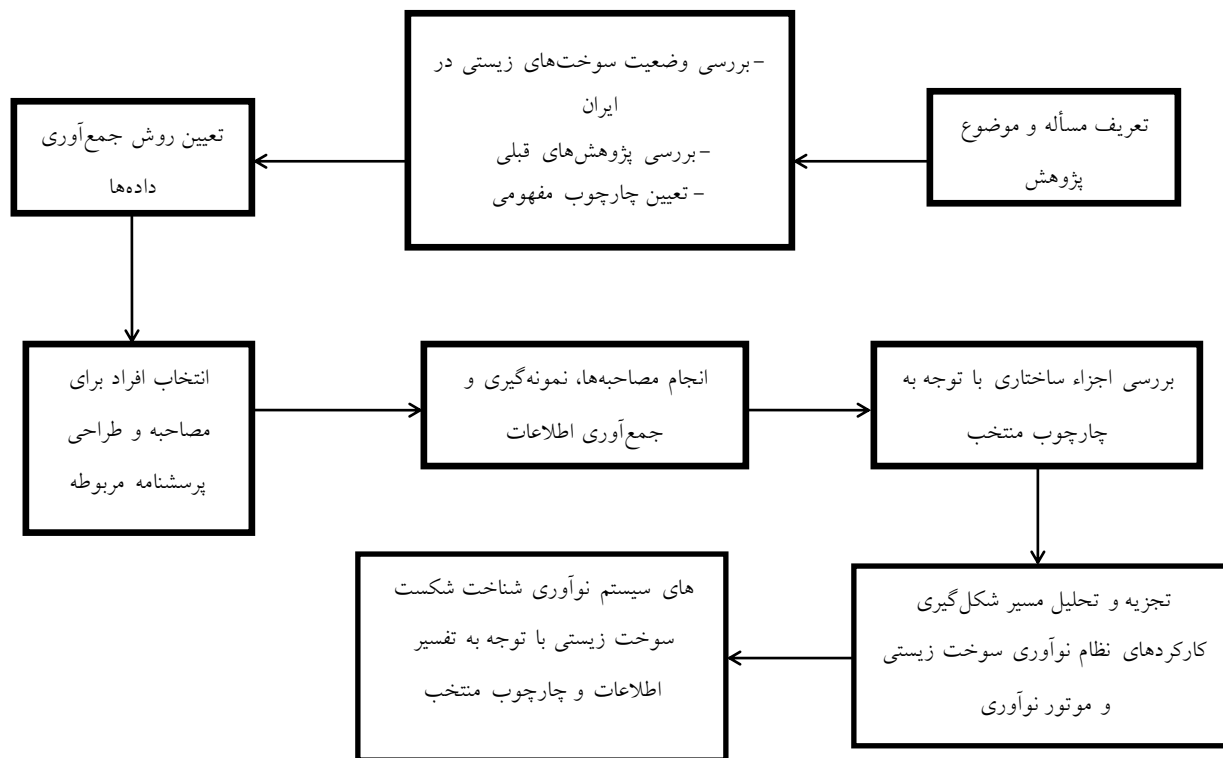 تعریف مسأله و موضوع
پژوهش
-بررسی وضعیت سوخت‌های زیستی در
ایران
-بررسی پژوهش‌های قبلی
-تعیین چارچوب مفهومی
تعیین روش جمع‌آوری
داده‌ها
انتخاب افراد برای
مصاحبه و طراحی
پرسشنامه مربوطه
انجام مصاحبه‌ها، نمونه‌گیری و
جمع‌آوری اطلاعات
بررسی اجزاء ساختاری با توجه به
چارچوب منتخب
تجزیه و تحلیل مسیر شکل‌گیری
کارکردهای نظام نوآوری سوخت زیستی
و موتور نوآوری
های سیستم نوآوری شناخت شکست
سوخت زیستی با توجه به تفسیر
اطلاعات و چارچوب منتخب